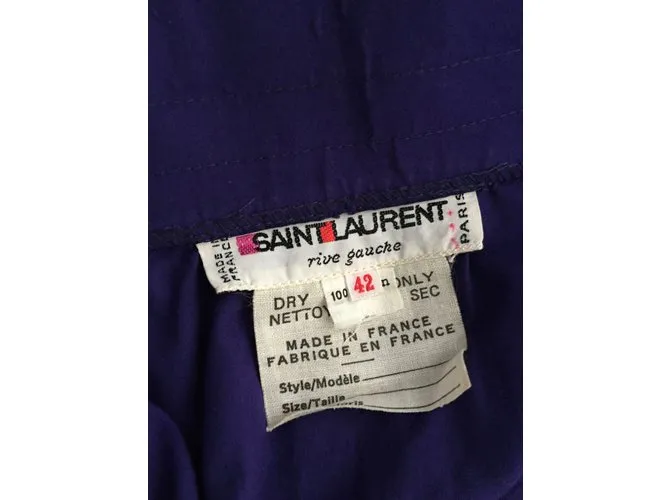 MADE IN FRANCE
SAINT LAURENT
PARIS
rive gauche
42
100 n
DRY ONLY
SEC
MADE IN FRANCE
FABRIQUE EN FRANCE
Style/Modèle
Size/Taille